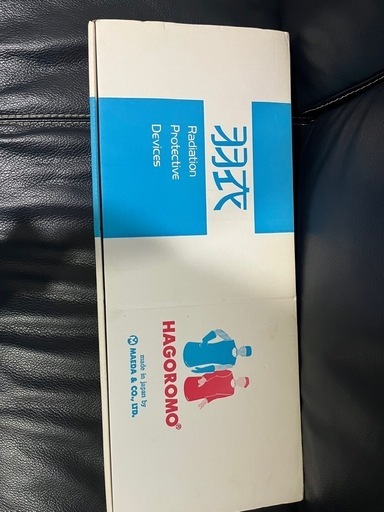 羽衣
Radiation
Protective
Devices
HAGOROMO®
made in japan by
M MAEDA & CO., LTD.